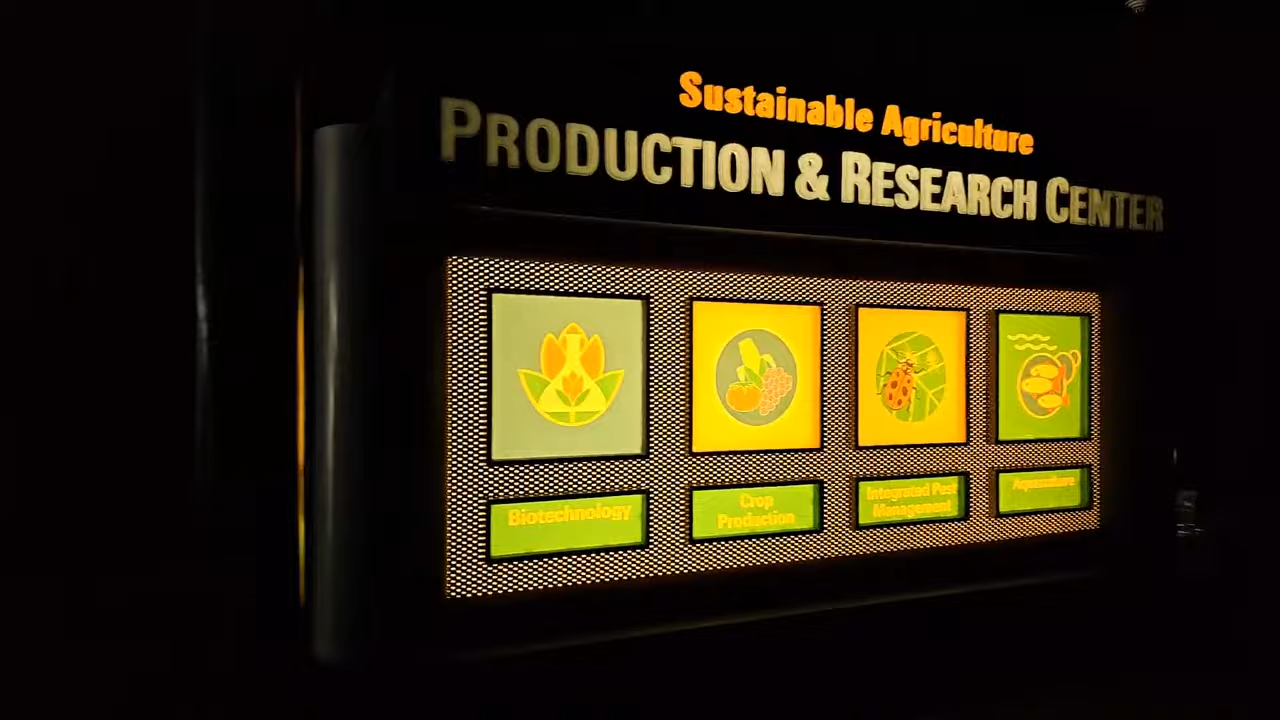 Sustainable Agriculture
PRODUCTION & RESEARCH CENTER
Biotechnology
Crop
Production
Integrated Pest
Management
Aquaculture